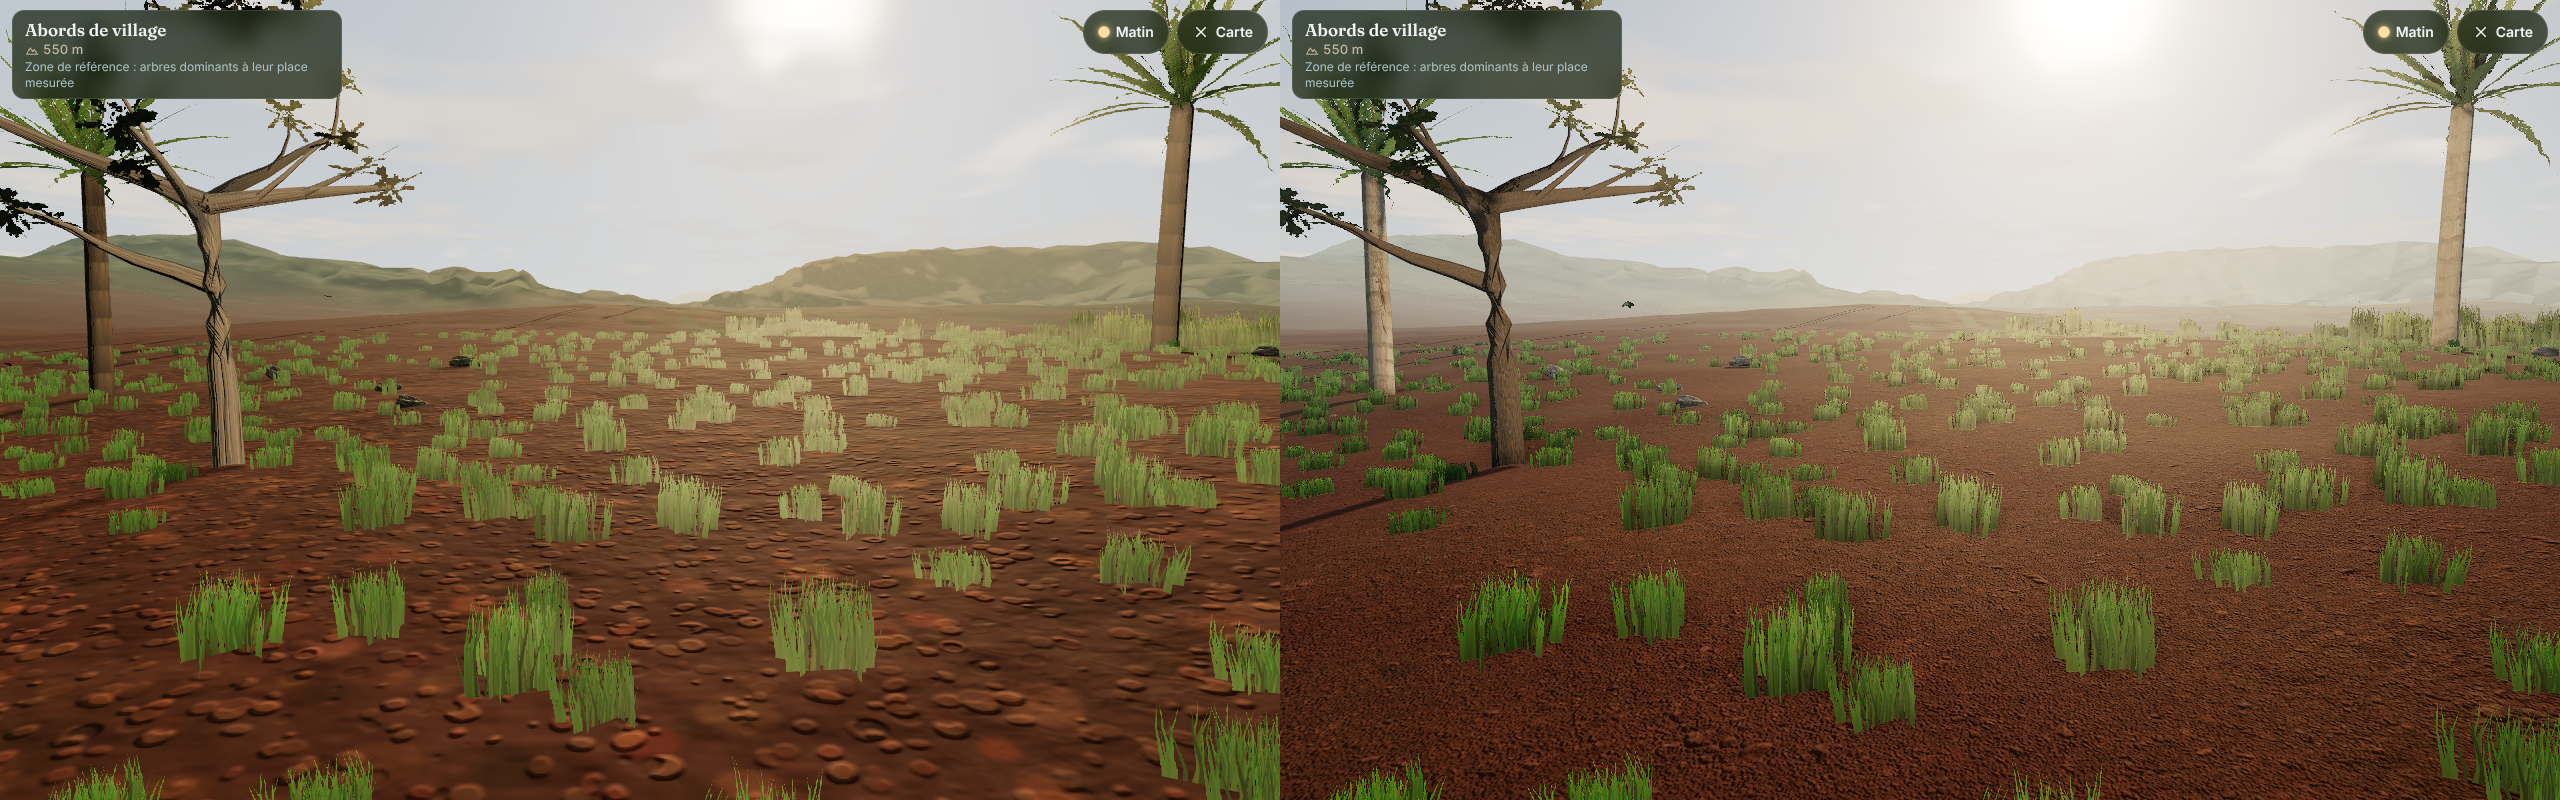 Abords de village
550 m
Zone de référence : arbres dominants à leur place
mesurée
Matin
Carte
Abords de village
550 m
Zone de référence : arbres dominants à leur place
mesurée
Matin
Carte